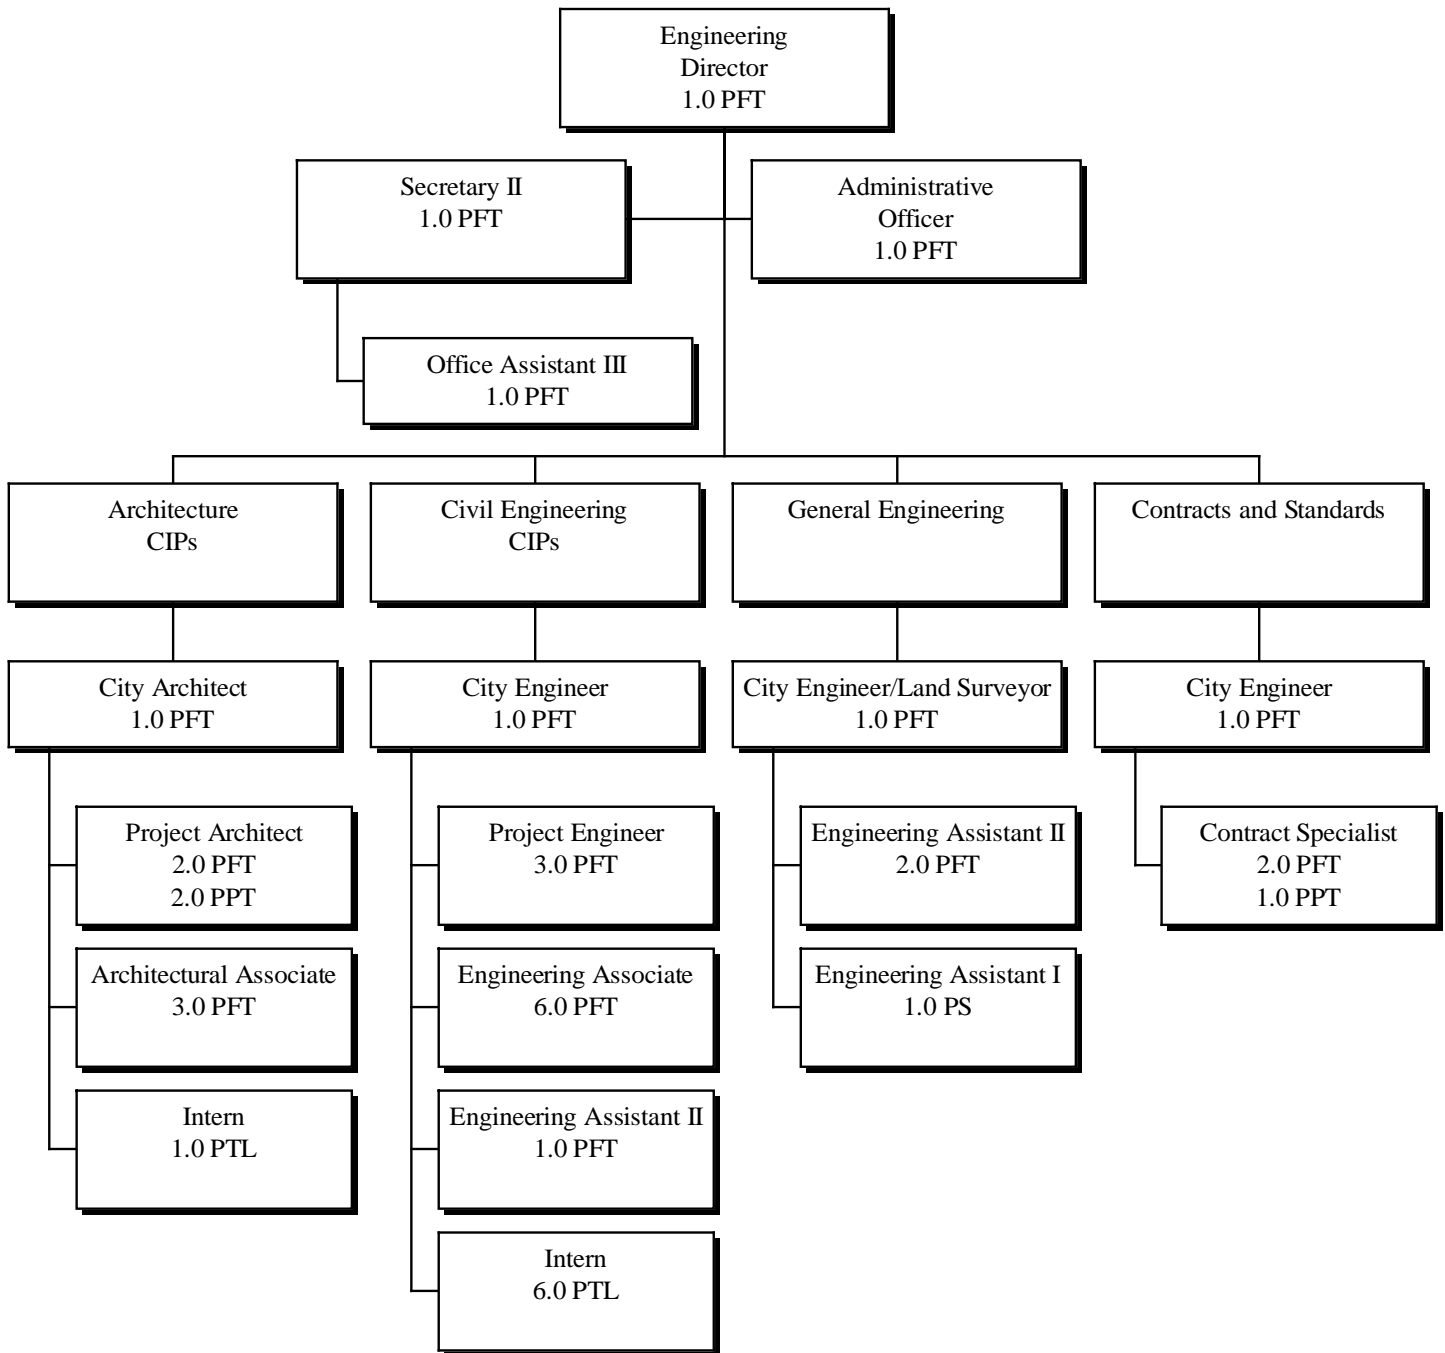 Engineering
Director
1.0 PFT
Secretary II
1.0 PFT
Administrative
Officer
1.0 PFT
Office Assistant III
1.0 PFT
Architecture
CIPs
Civil Engineering
CIPs
General Engineering
Contracts and Standards
City Architect
1.0 PFT
City Engineer
1.0 PFT
City Engineer/Land Surveyor
1.0 PFT
City Engineer
1.0 PFT
Project Architect
2.0 PFT
2.0 PPT
Project Engineer
3.0 PFT
Engineering Assistant II
2.0 PFT
Contract Specialist
2.0 PFT
1.0 PPT
Architectural Associate
3.0 PFT
Engineering Associate
6.0 PFT
Engineering Assistant I
1.0 PS
Intern
1.0 PTL
Engineering Assistant II
1.0 PFT
Intern
6.0 PTL